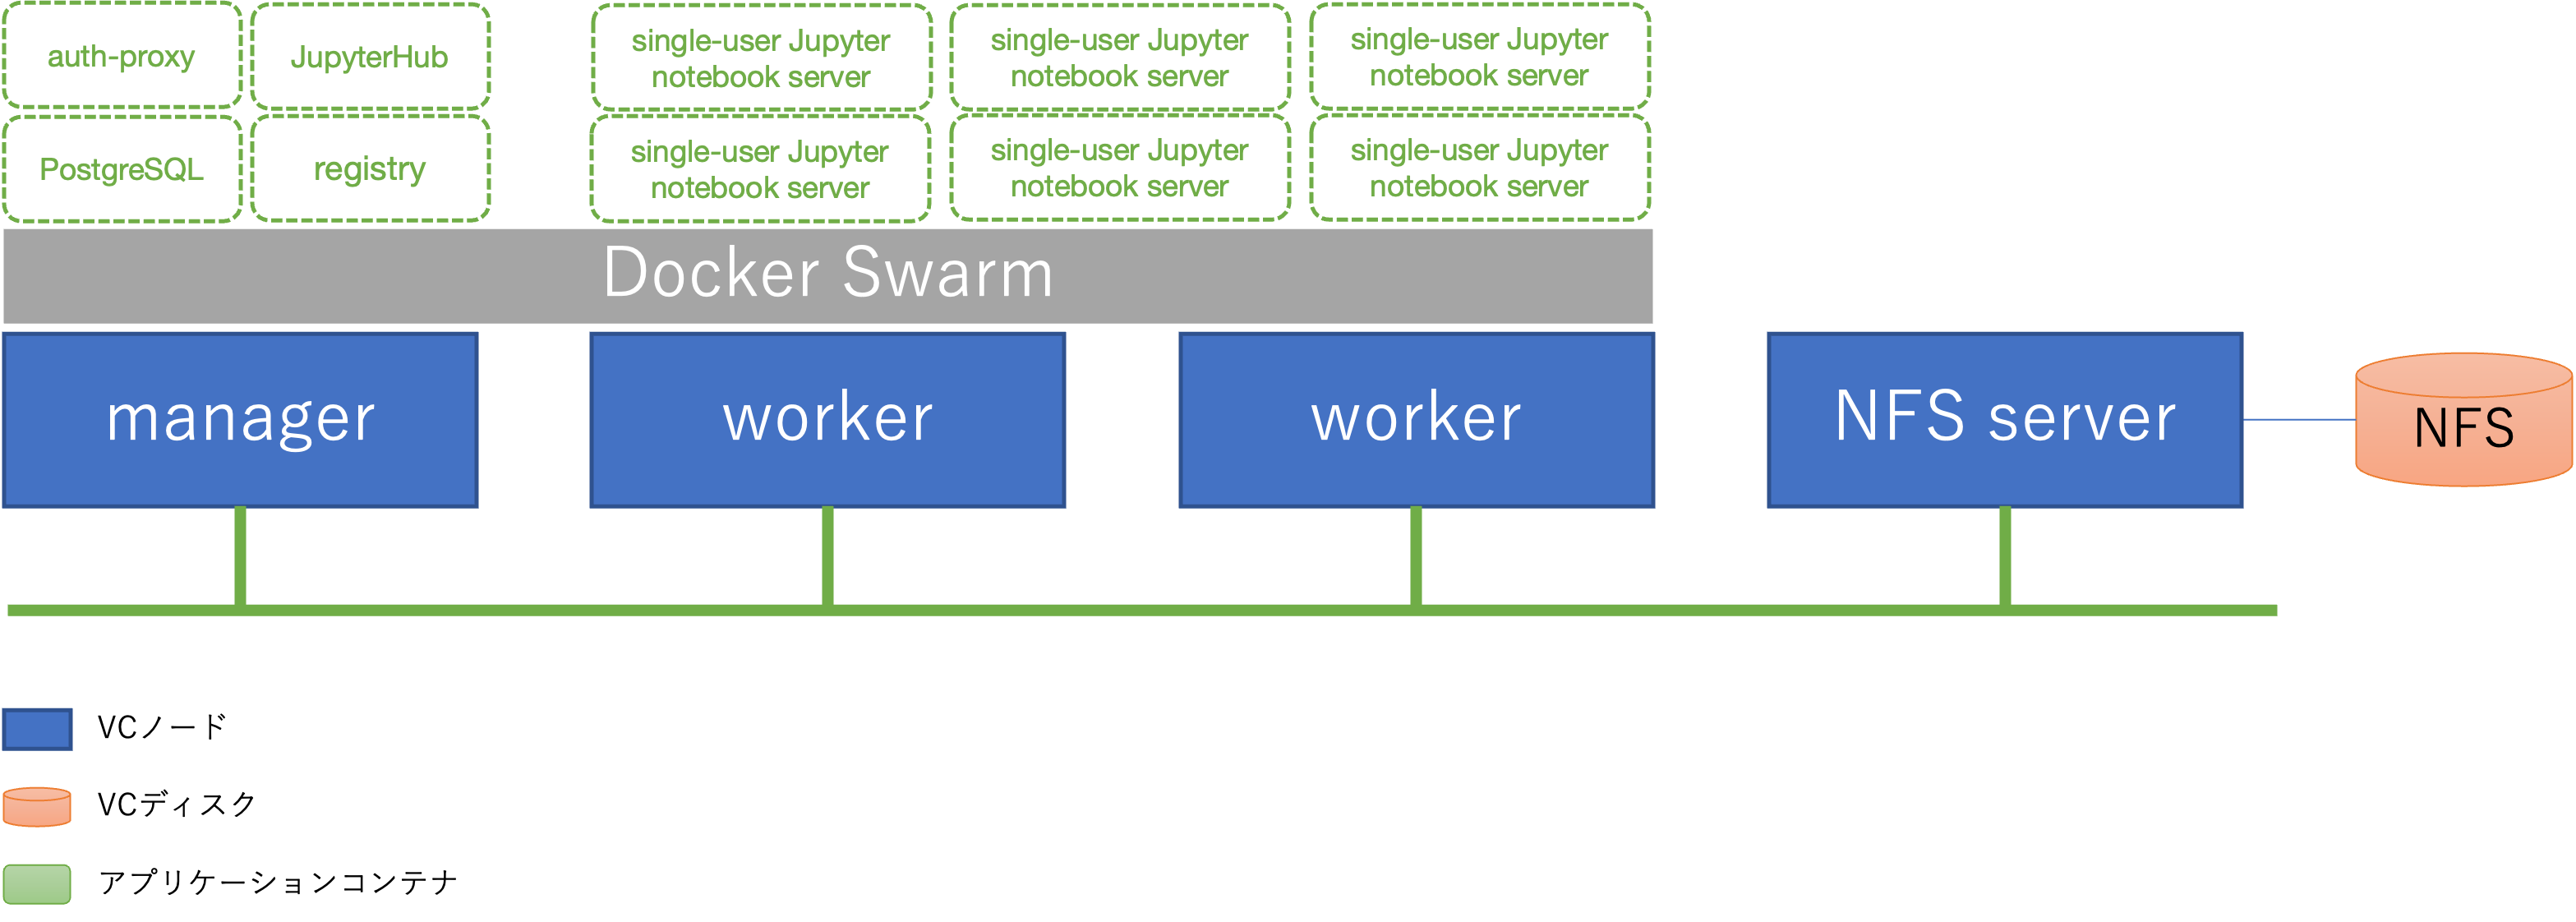 auth-proxy
JupyterHub
PostgreSQL
registry
single-user Jupyter
notebook server
single-user Jupyter
notebook server
single-user Jupyter
notebook server
single-user Jupyter
notebook server
single-user Jupyter
notebook server
single-user Jupyter
notebook server
Docker Swarm
manager
worker
worker
NFS server
NFS
VCノード
VCディスク
アプリケーションコンテナ